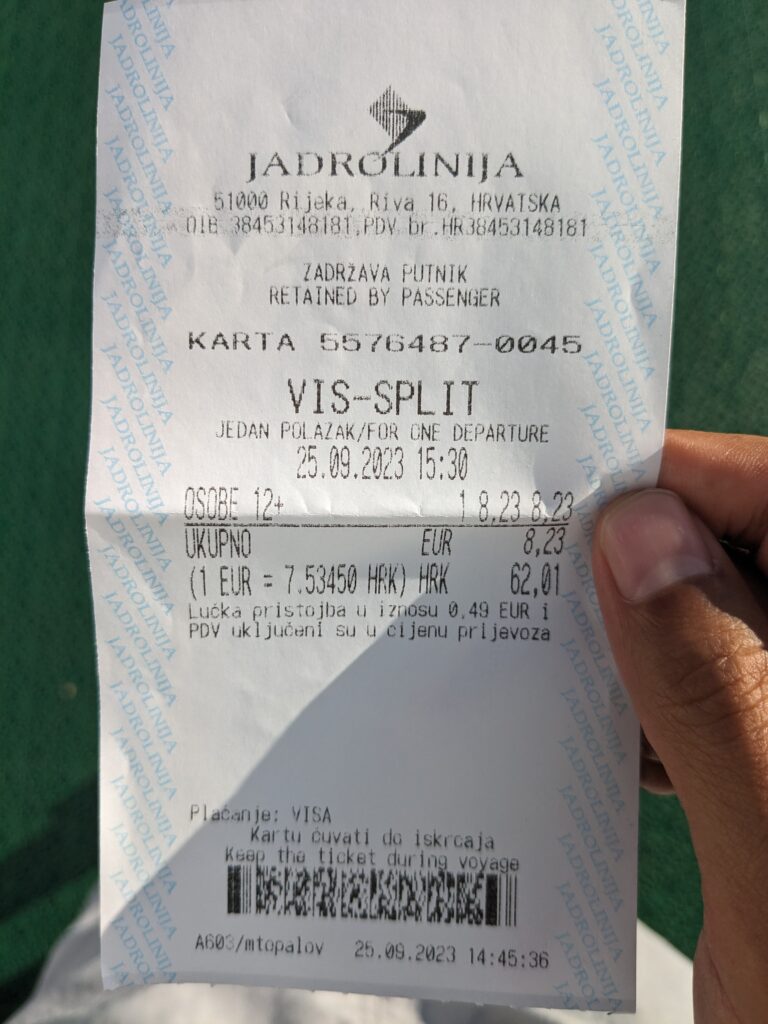 JADROLINIJA
51000 Rijeka, Riva 16, HRVATSKA
OIB 38453148181,PDV br.HR38453148181
ZADRŽAVA PUTNIK
RETAINED BY PASSENGER
KARTA 5576487-0045
VIS-SPLIT
JEDAN POLAZAK/FOR ONE DEPARTURE
25.09.2023 15:30
OSOBE 12+ 1 8,23 8,23
UKUPNO EUR 8,23
(1 EUR = 7.53450 HRK) HRK 62,01
Lučka pristojba u iznosu 0,49 EUR i
PDV uključeni su u cijenu prijevoza
Plaćanje: VISA
Kartu čuvati do iskrcaja
Keep the ticket during voyage
A603/mtopalov 25.09.2023 14:45:36